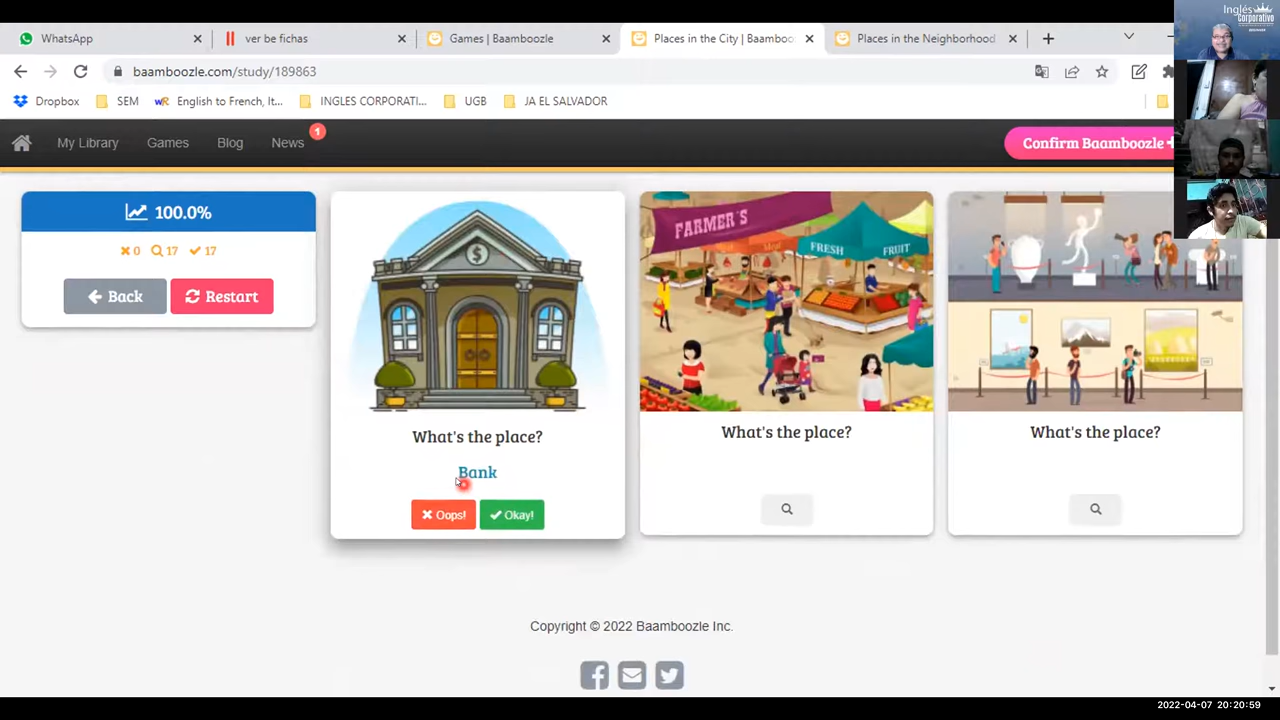 WhatsApp
ver be fichas
Games | Baamboozle
Places in the City | Baamboo
Places in the Neighborhood
baamboozle.com/study/189863
Dropbox
SEM
English to French, It...
INGLES CORPORATI...
UGB
JA EL SALVADOR
My Library
Games
Blog
News
1
Confirm Baamboozle
Inglés
Corporativo
100.0%
0 17 17
Back
Restart
$
What's the place?
Bank
Oops!
Okay!
FARMER'S
FRESH
FRUIT
What's the place?
What's the place?
Copyright © 2022 Baamboozle Inc.
2022-04-07 20:20:59